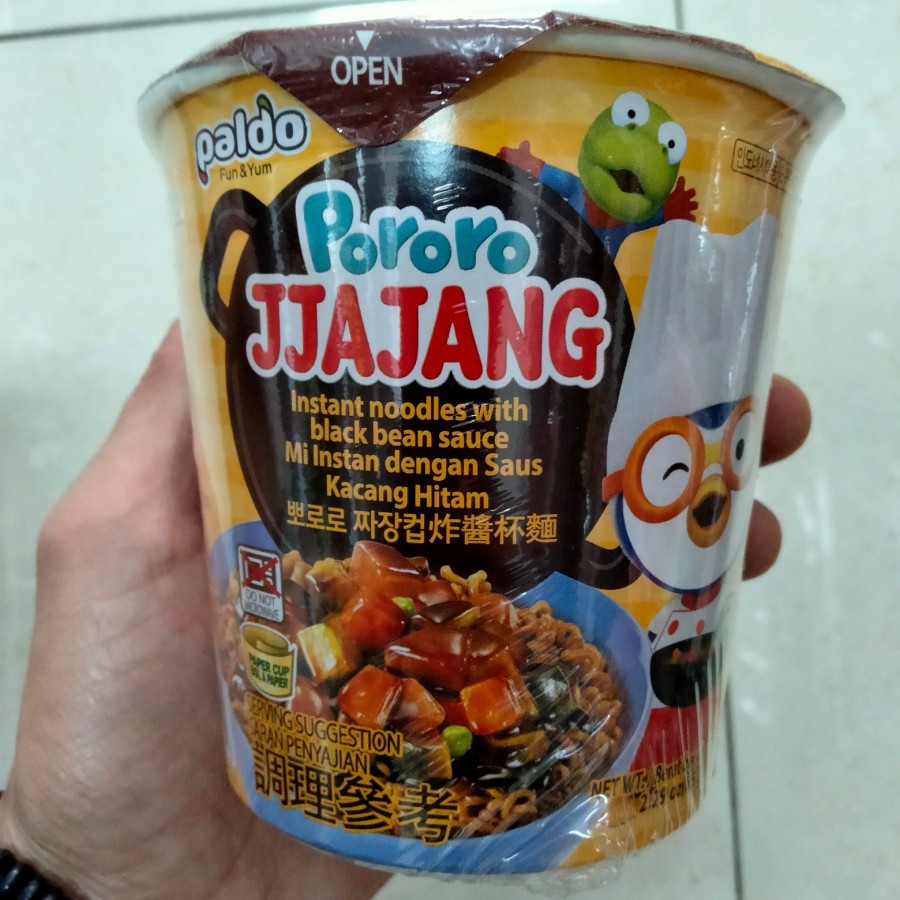 OPEN
paldo
Fun & Yum
Pororo
JJAJANG
Instant noodles with
black bean sauce
Mi Instan dengan Saus
Kacang Hitam
뽀로로 짜장컵炸醬杯麵
DO NOT
MICROWAVE
PAPER CUP
SERVING SUGGESTION
SARAN PENYAJIAN
調理參考
NET WT.